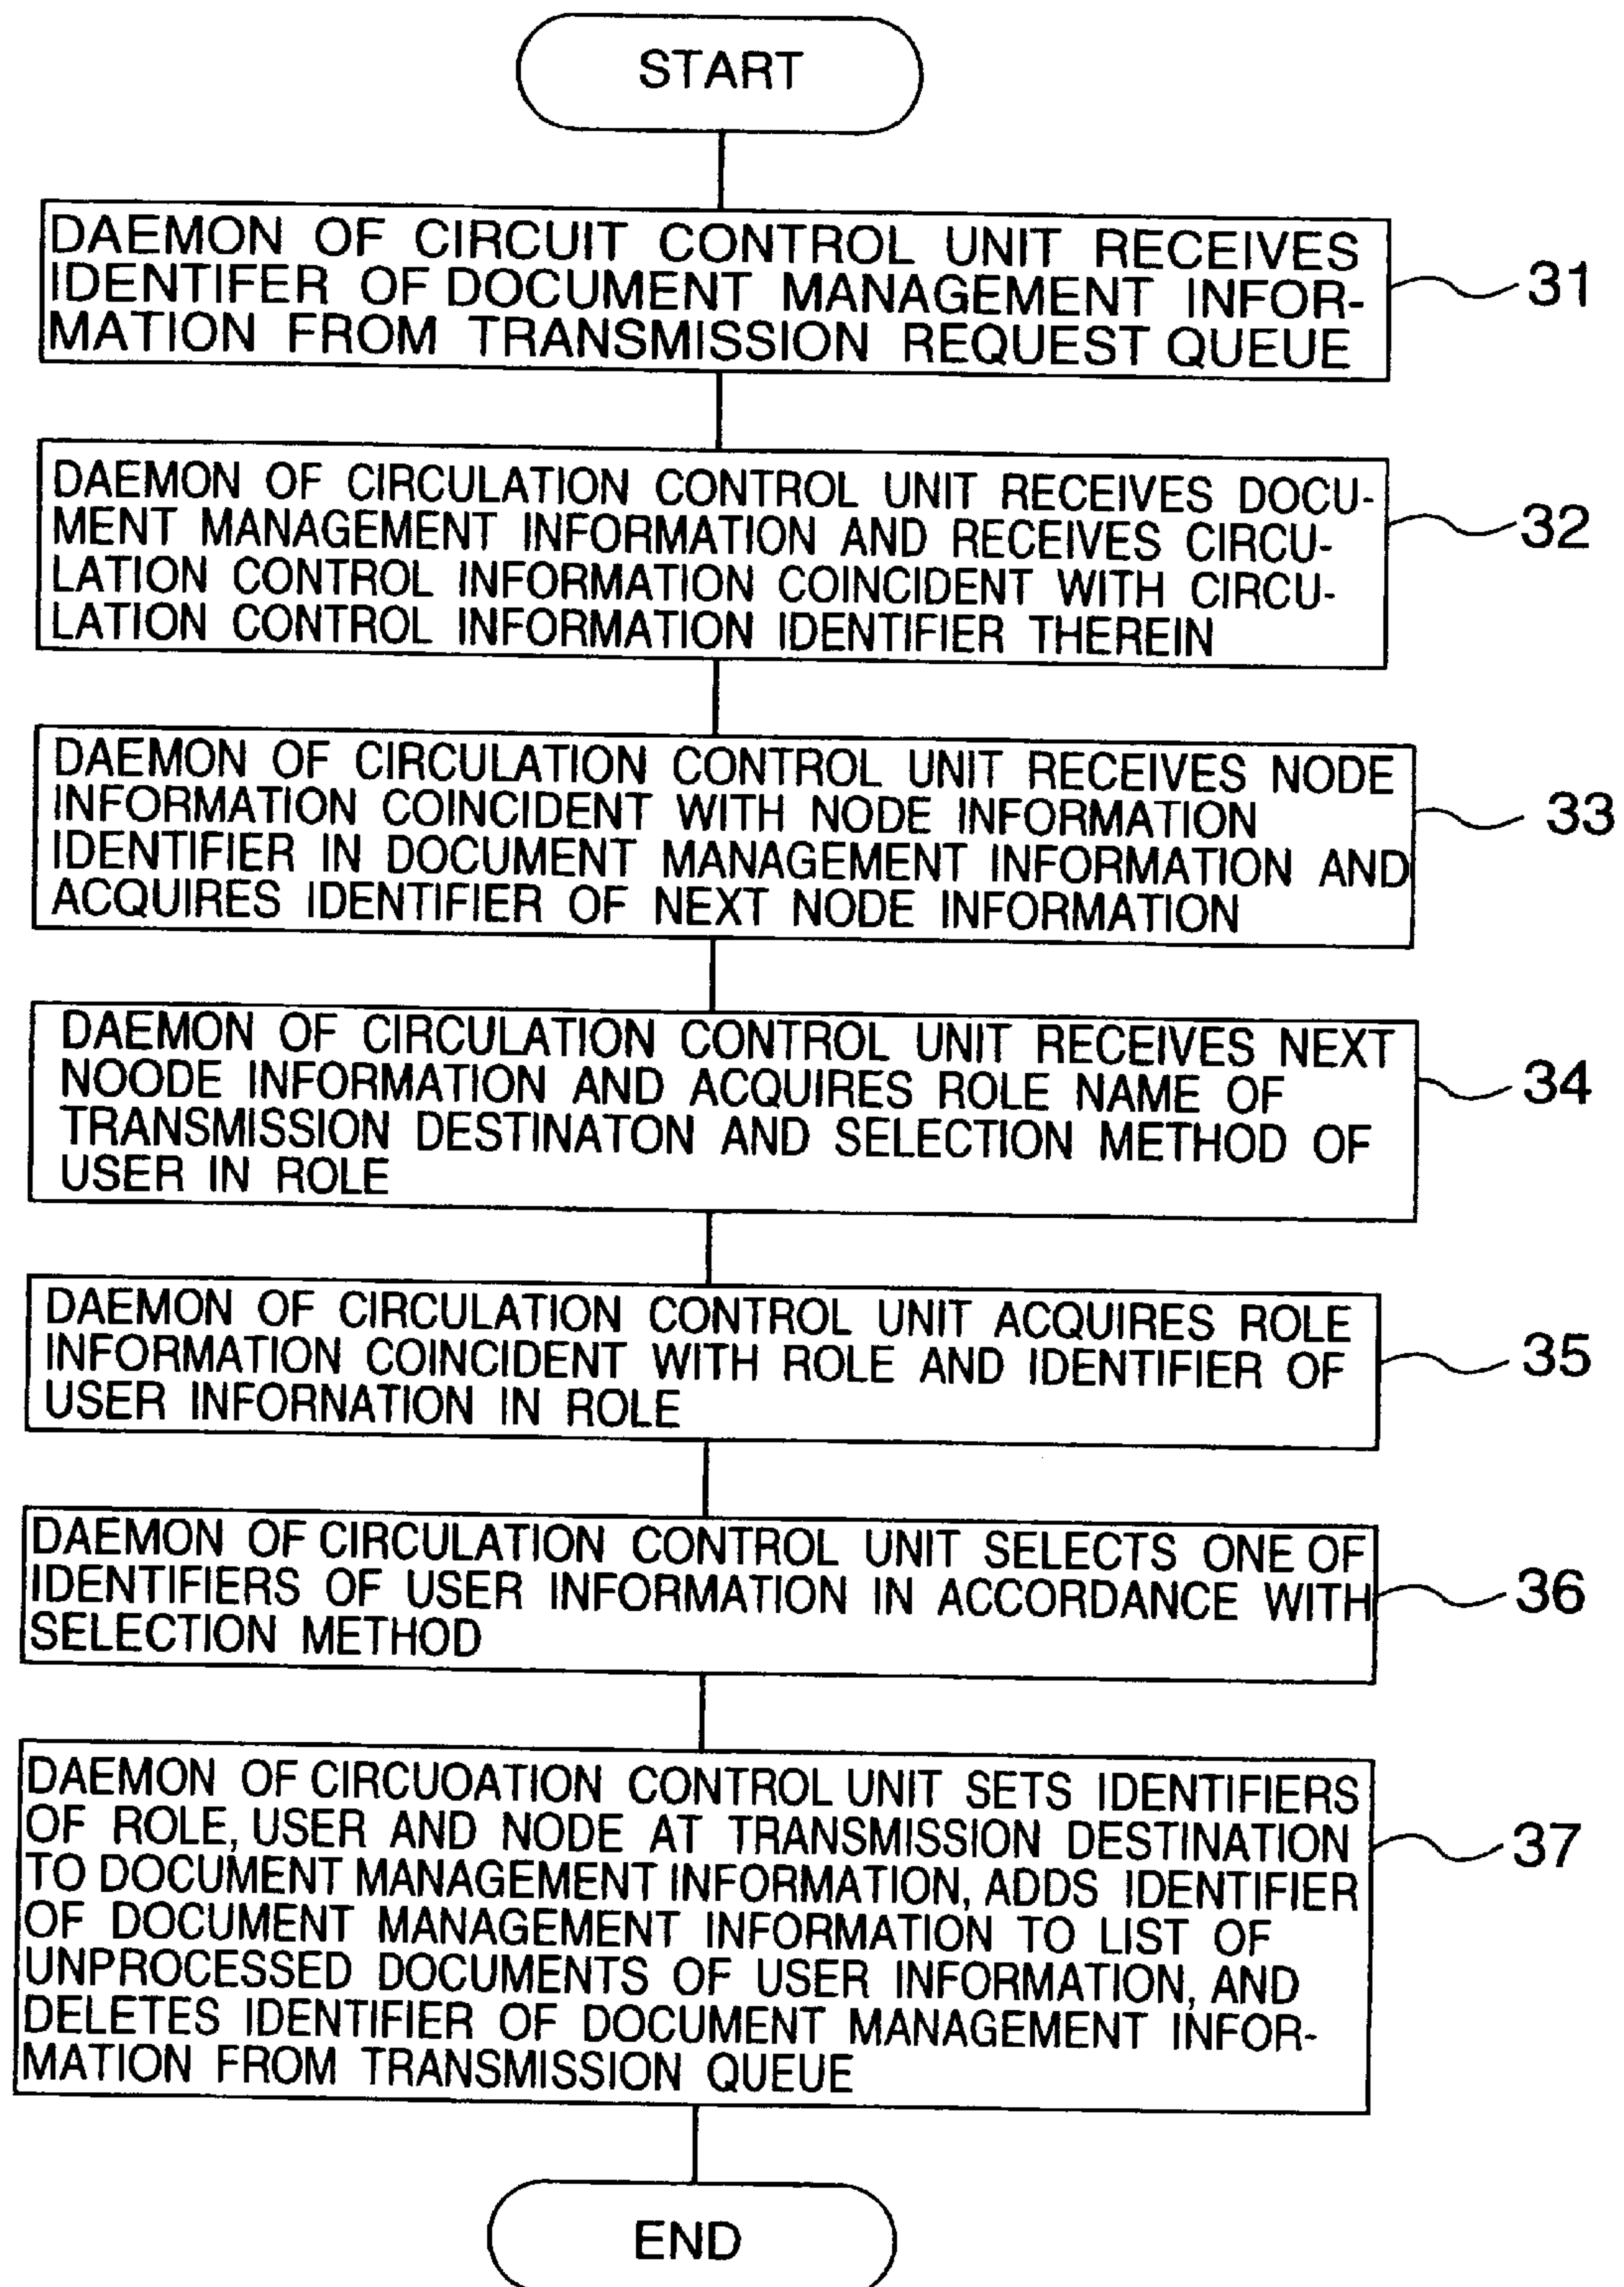 START
DAEMON OF CIRCUIT CONTROL UNIT RECEIVES
IDENTIFER OF DOCUMENT MANAGEMENT INFOR-
MATION FROM TRANSMISSION REQUEST QUEUE
31
DAEMON OF CIRCULATION CONTROL UNIT RECEIVES DOCU-
MENT MANAGEMENT INFORMATION AND RECEIVES CIRCU-
LATION CONTROL INFORMATION COINCIDENT WITH CIRCU-
LATION CONTROL INFORMATION IDENTIFIER THEREIN
32
DAEMON OF CIRCULATION CONTROL UNIT RECEIVES NODE
INFORMATION COINCIDENT WITH NODE INFORMATION
IDENTIFIER IN DOCUMENT MANAGEMENT INFORMATION AND
ACQUIRES IDENTIFIER OF NEXT NODE INFORMATION
33
DAEMON OF CIRCULATION CONTROL UNIT RECEIVES NEXT
NOODE INFORMATION AND ACQUIRES ROLE NAME OF
TRANSMISSION DESTINATON AND SELECTION METHOD OF
USER IN ROLE
34
DAEMON OF CIRCULATION CONTROL UNIT ACQUIRES ROLE
INFORMATION COINCIDENT WITH ROLE AND IDENTIFIER OF
USER INFORNATION IN ROLE
35
DAEMON OF CIRCULATION CONTROL UNIT SELECTS ONE OF
IDENTIFIERS OF USER INFORMATION IN ACCORDANCE WITH
SELECTION METHOD
36
DAEMON OF CIRCUOATION CONTROL UNIT SETS IDENTIFIERS
OF ROLE, USER AND NODE AT TRANSMISSION DESTINATION
TO DOCUMENT MANAGEMENT INFORMATION, ADDS IDENTIFIER
OF DOCUMENT MANAGEMENT INFORMATION TO LIST OF
UNPROCESSED DOCUMENTS OF USER INFORMATION, AND
DELETES IDENTIFIER OF DOCUMENT MANAGEMENT INFOR-
MATION FROM TRANSMISSION QUEUE
37
END